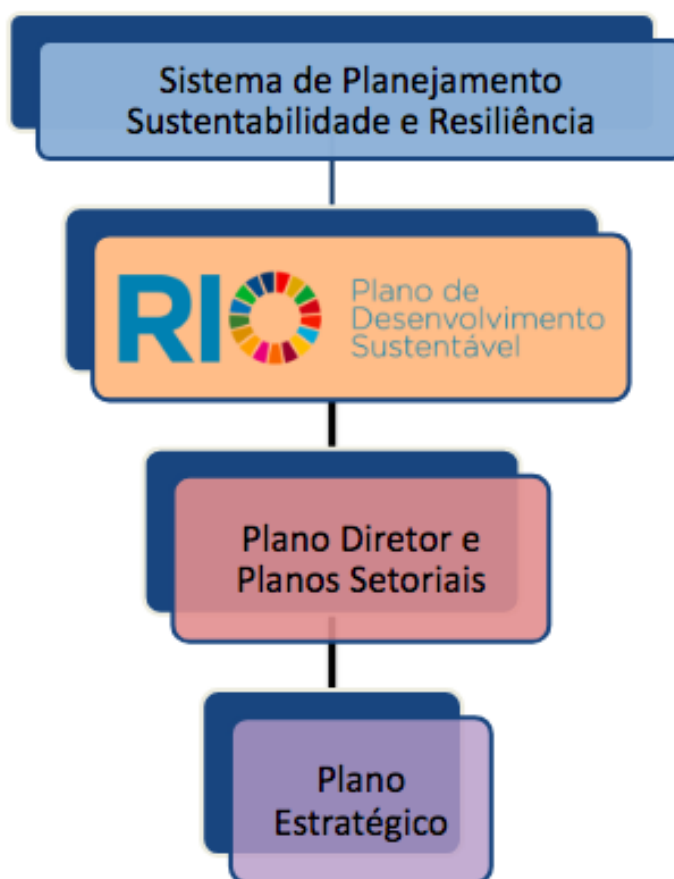 Sistema de Planejamento
Sustentabilidade e Resiliência
RIO
Plano de
Desenvolvimento
Sustentável
Plano Diretor e
Planos Setoriais
Plano
Estratégico